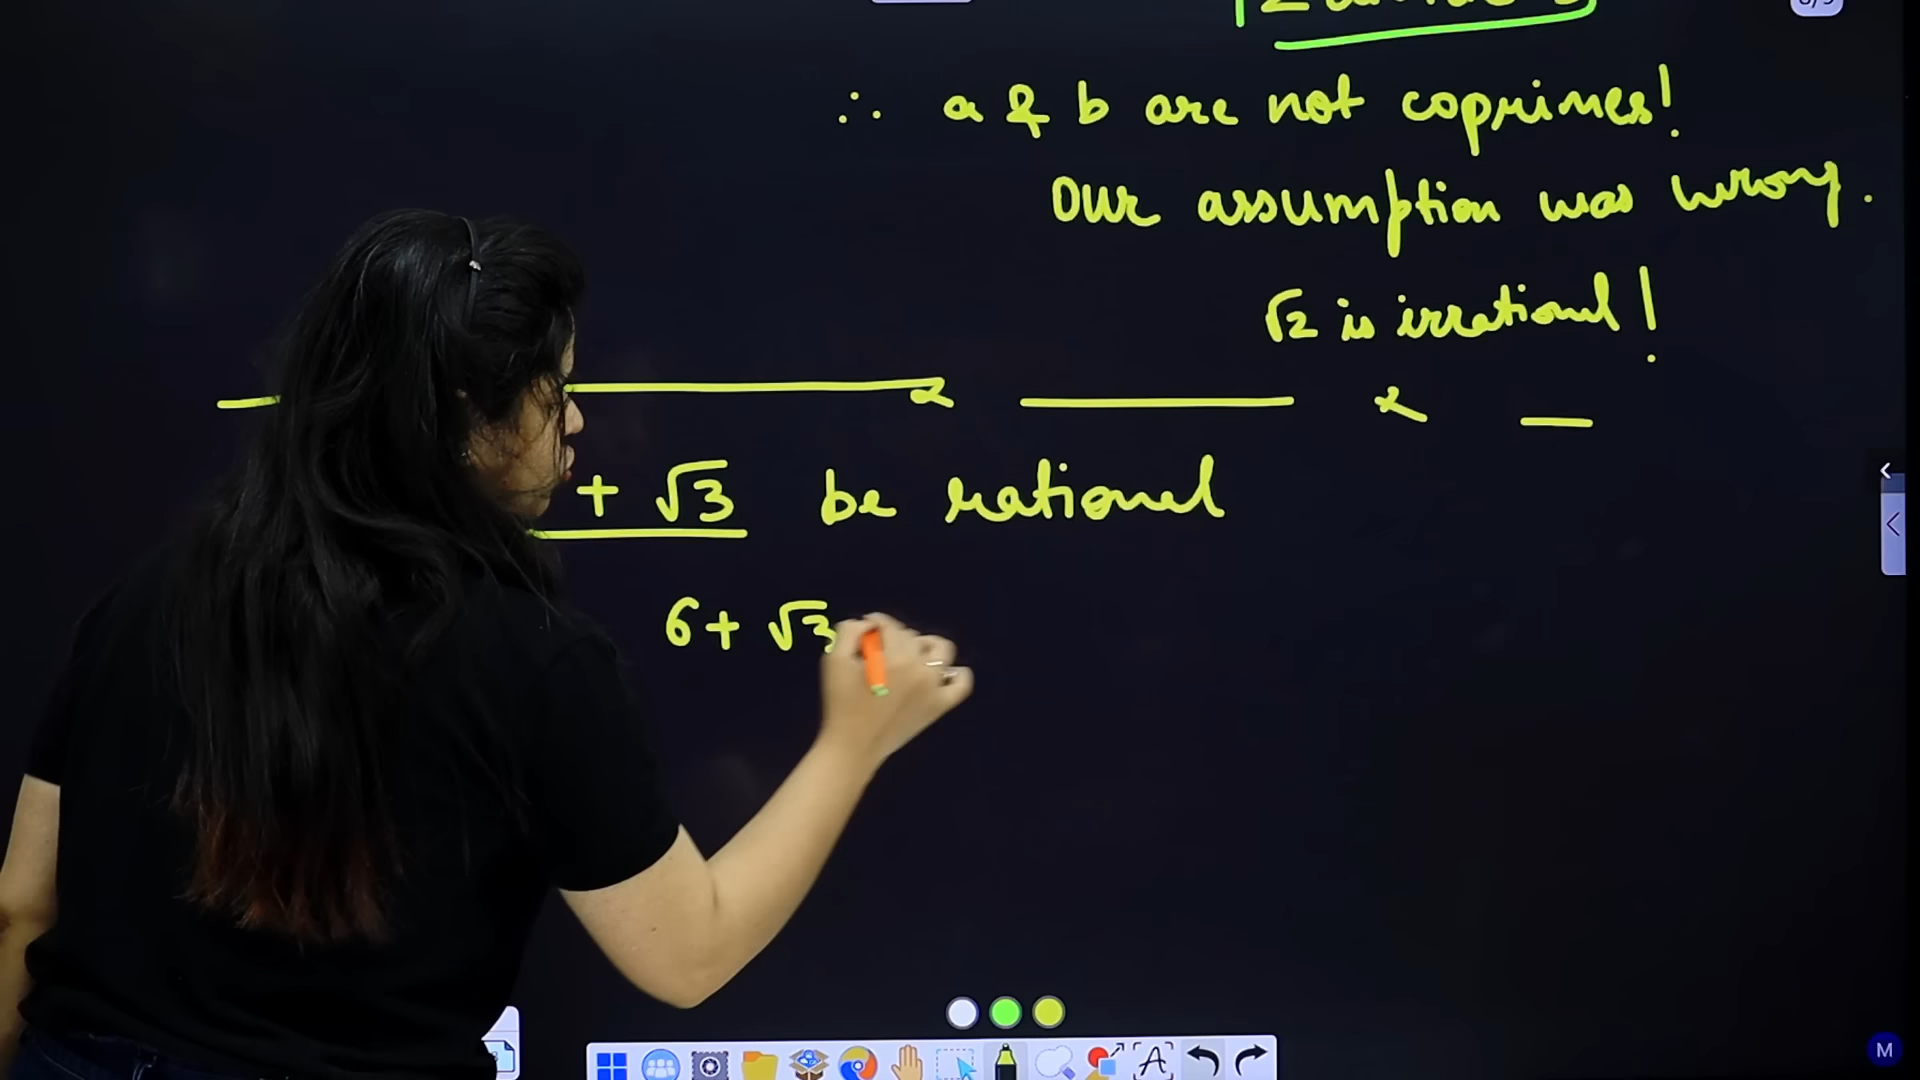 ∴ a & b are not coprimes!
Our assumption was wrong.
√2 is irrational!
+ √3 be rational
6 + √3
M